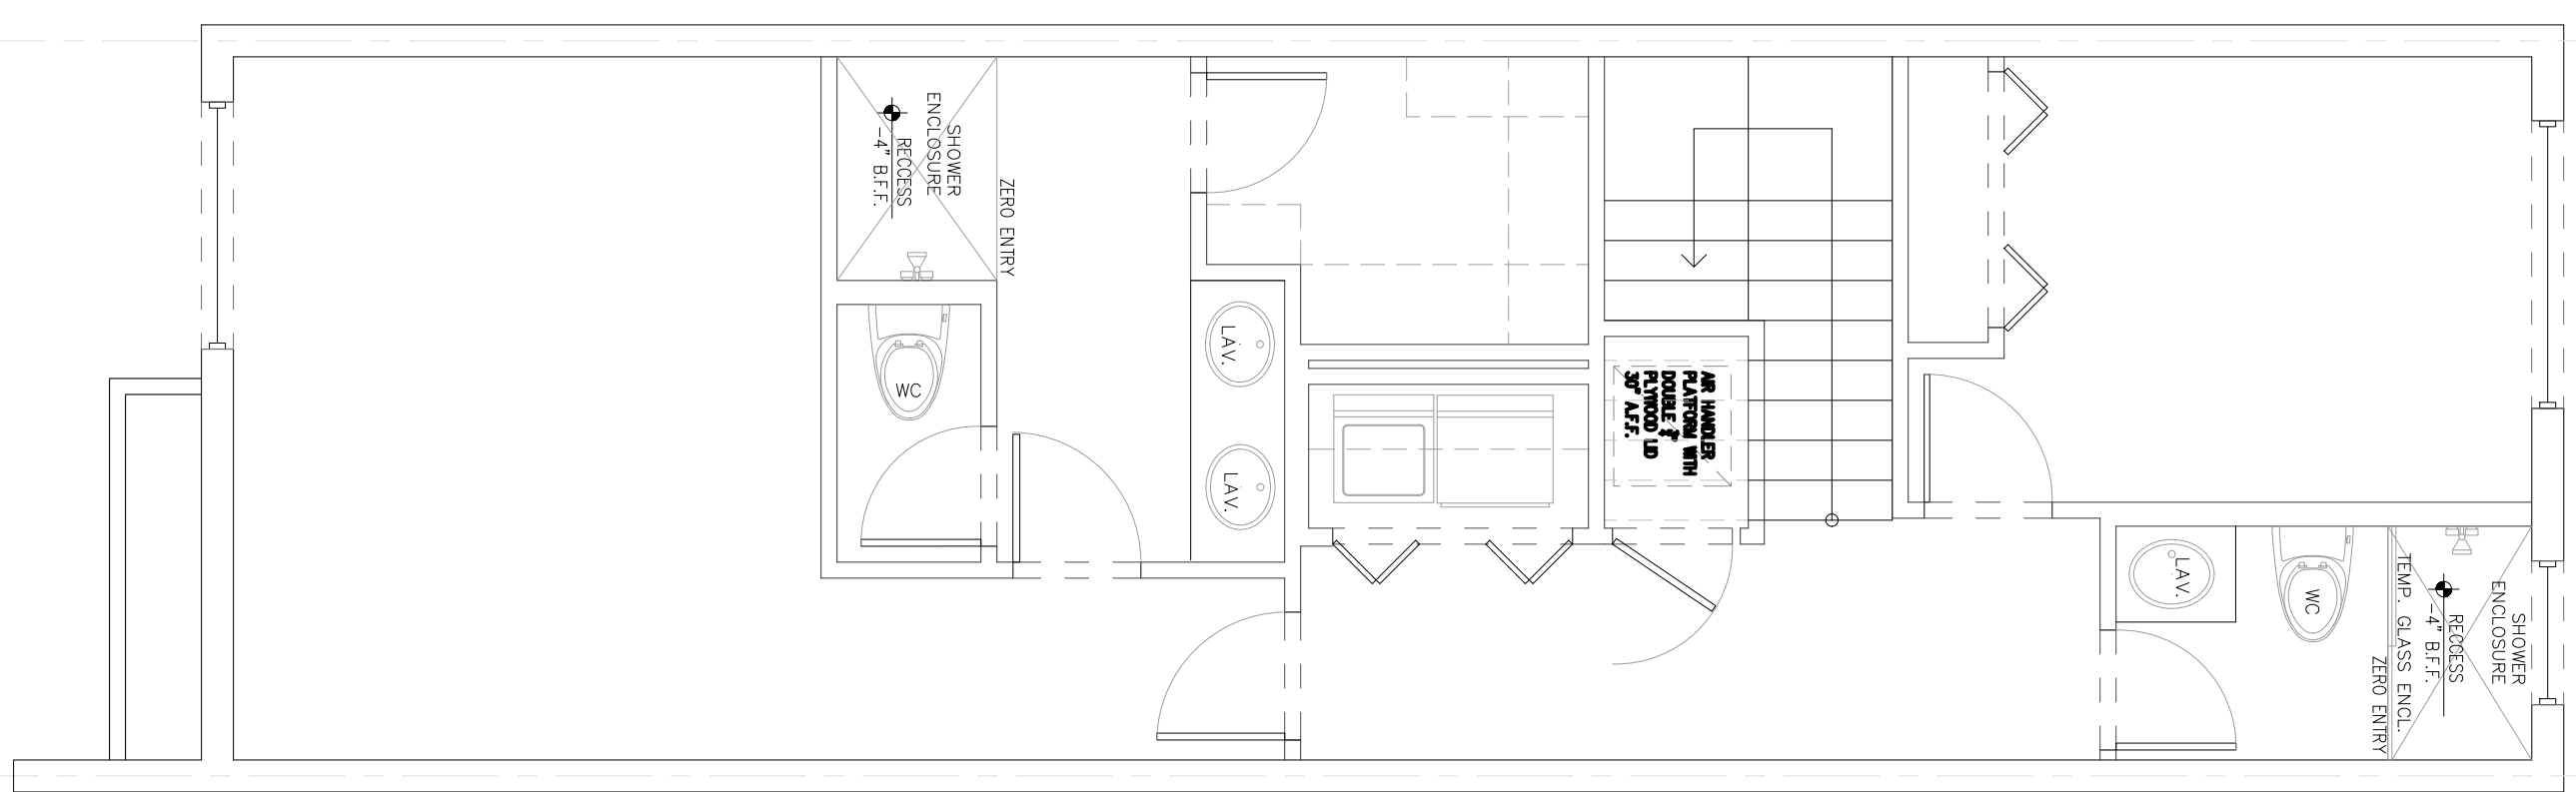 SHOWER
ENCLOSURE
RECCESS
-4" B.F.F.
ZERO ENTRY
WC
LAV.
LAV.
AIR HANDLER
PLATFORM WITH
DOUBLE 3/4"
PLYWOOD LID
30" A.F.F.
LAV.
WC
TEMP. GLASS ENCL.
ZERO ENTRY
SHOWER
ENCLOSURE
RECCESS
-4" B.F.F.